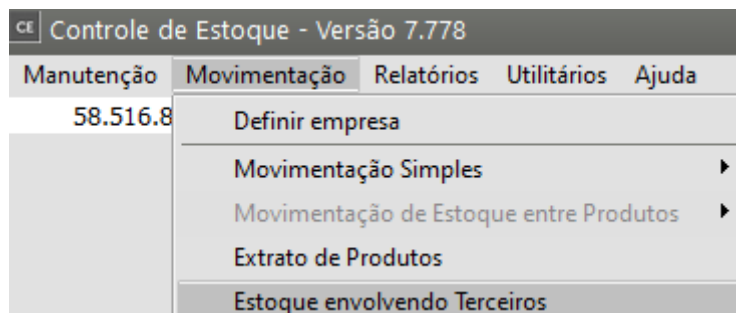 CE Controle de Estoque - Versão 7.778
Manutenção Movimentação Relatórios Utilitários Ajuda
58.516.8
Definir empresa
Movimentação Simples
Movimentação de Estoque entre Produtos
Extrato de Produtos
Estoque envolvendo Terceiros